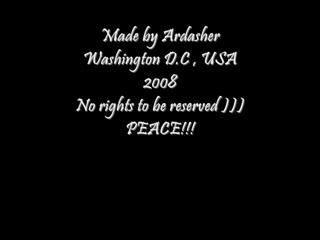 Made by Ardasher
Washington D.C , USA
2008
No rights to be reserved )))
PEACE!!!